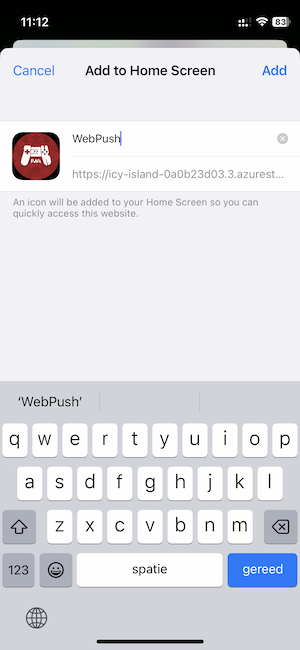 11:12
83
Cancel
Add to Home Screen
Add
WebPush
https://icy-island-0a0b23d03.3.azurest...
An icon will be added to your Home Screen so you can
quickly access this website.
‘WebPush’
q w e r t y u i o p
a s d f g h j k l
z x c v b n m
123 spatie gereed